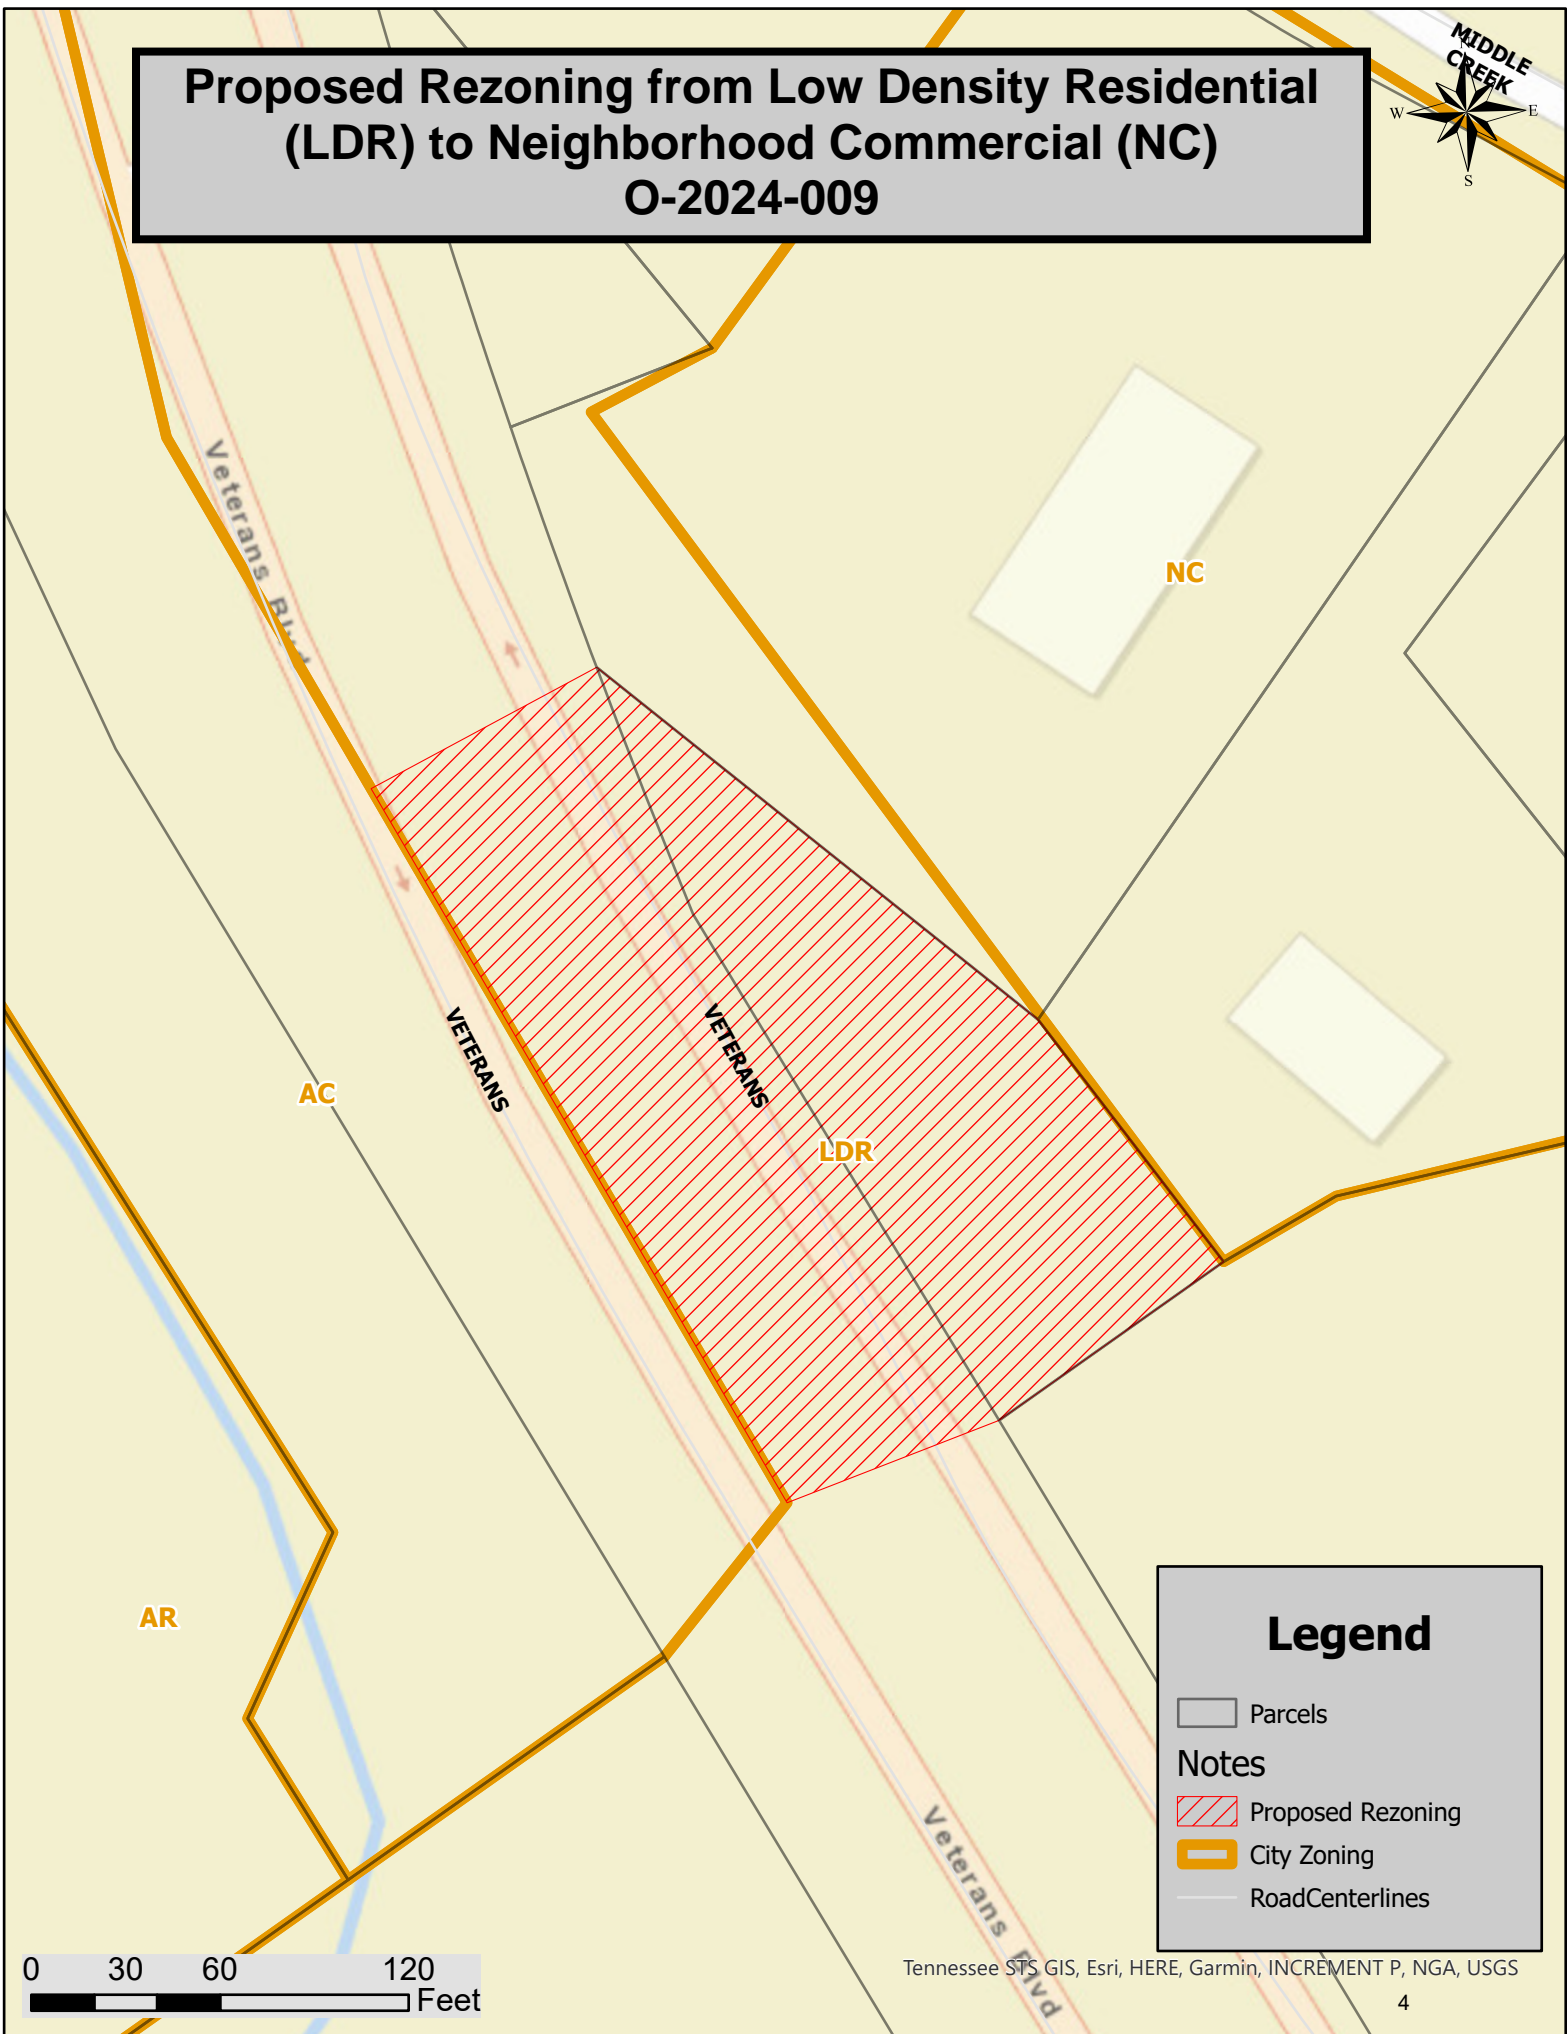 Proposed Rezoning from Low Density Residential
(LDR) to Neighborhood Commercial (NC)
O-2024-009
MIDDLE
CREEK
N
W
E
S
Veterans Blvd
NC
VETERANS
VETERANS
AC
LDR
AR
Veterans Blvd
Legend
Parcels
Notes
Proposed Rezoning
City Zoning
RoadCenterlines
0 30 60 120
Feet
Tennessee STS GIS, Esri, HERE, Garmin, INCREMENT P, NGA, USGS
4